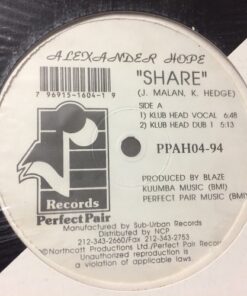 ALEXANDER HOPE
7 96915-1604-1 9
"SHARE"
(J. MALAN, K. HEDGE)
SIDE A
1) KLUB HEAD VOCAL 6:48
2) KLUB HEAD DUB 1 5:35
PPAH04-94
Records
Perfect Pair
PRODUCED BY BLAZE
KUUMBA MUSIC (BMI)
PERFECT PAIR MUSIC (BMI)
Manufactured by Sub-Urban Records
Distributed by NCP
212-343-2660/Fax 212-343-2753
©Northcott Productions Ltd./Perfect Pair Records
Unauthorized reproduction is a
violation of applicable laws